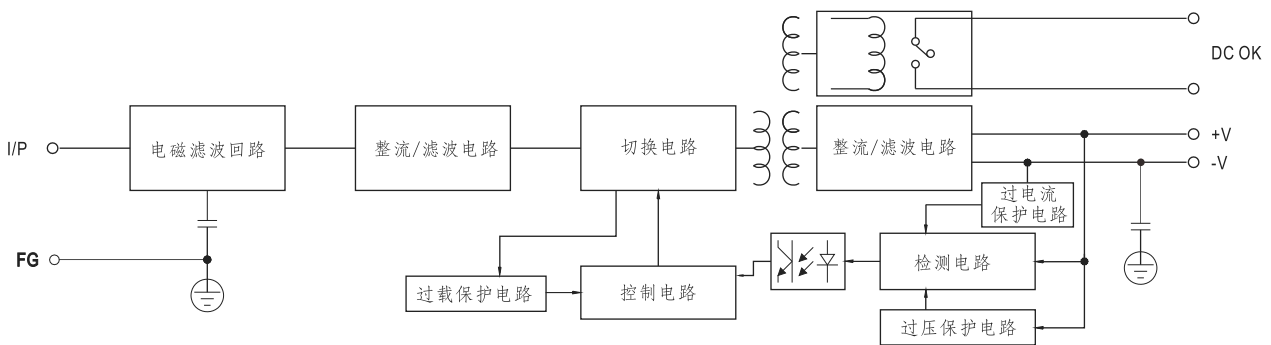 DC OK
I/P
电磁滤波回路
整流/滤波电路
切换电路
整流/滤波电路
+V
-V
过电流
保护电路
FG
过载保护电路
控制电路
检测电路
过压保护电路